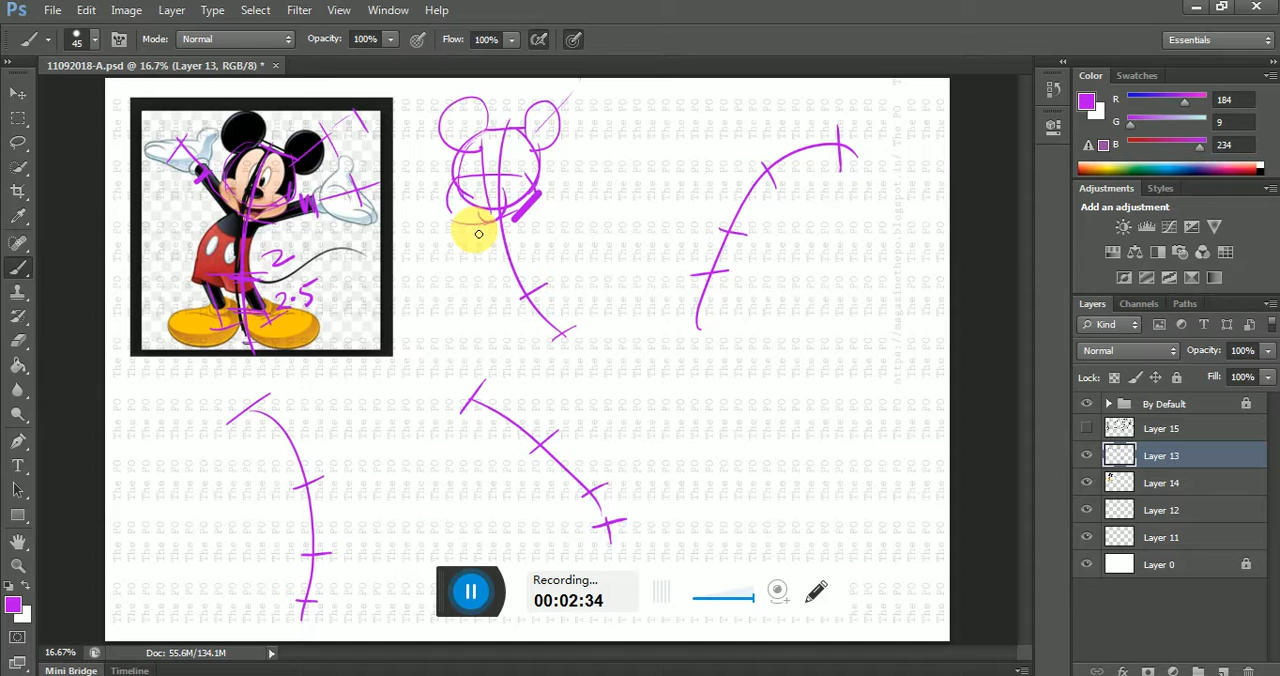 Ps File Edit Image Layer Type Select Filter View Window Help
45 Mode: Normal Opacity: 100% Flow: 100% Essentials
11092018-A.psd @ 16.7% (Layer 13, RGB/8) * ×
Color Swatches
R 184
G 9
B 234
Adjustments Styles
Add an adjustment
Layers Channels Paths
Kind
Normal Opacity: 100%
Lock: Fill: 100%
By Default
Layer 15
Layer 13
Layer 14
Layer 12
Layer 11
Layer 0
2
2.5
Recording...
00:02:34
16.67% Doc: 55.6M/134.1M
Mini Bridge Timeline